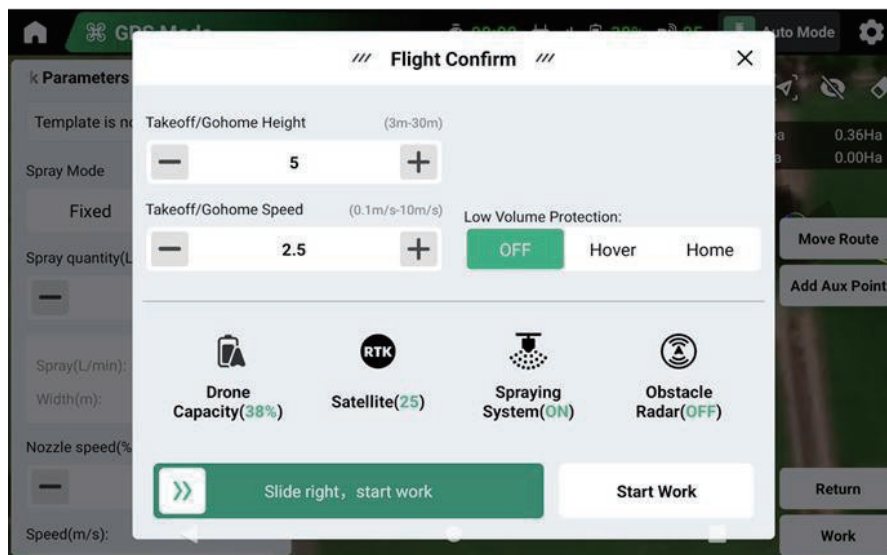 Flight Confirm
Auto Mode
k Parameters
Template is no
Spray Mode
Fixed
Spray quantity(L
Spray(L/min):
Width(m):
Nozzle speed(%
Speed(m/s):
Takeoff/Gohome Height (3m-30m)
5
Takeoff/Gohome Speed (0.1m/s-10m/s)
2.5
Low Volume Protection:
OFF Hover Home
RTK
Drone
Capacity(38%)
Satellite(25)
Spraying
System(ON)
Obstacle
Radar(OFF)
Slide right，start work
Start Work
0.36Ha
0.00Ha
Move Route
Add Aux Point
Return
Work